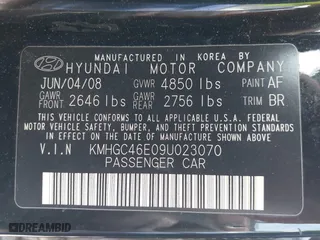 MANUFACTURED IN KOREA BY
HYUNDAI MOTOR COMPANY
JUN/04/08 GVWR 4850 lbs PAINT AF
GAWR FRONT 2646 lbs GAWR REAR 2756 lbs TRIM BR
THIS VEHICLE CONFORMS TO ALL APPLICABLE FEDERAL MOTOR VEHICLE
SAFETY, BUMPER, AND THEFT PREVENTION STANDARDS IN EFFECT ON
THE DATE OF MANUFACTURE SHOWN ABOVE.
V.I.N KMHGC46E09U023070
PASSENGER CAR
DREAMBID